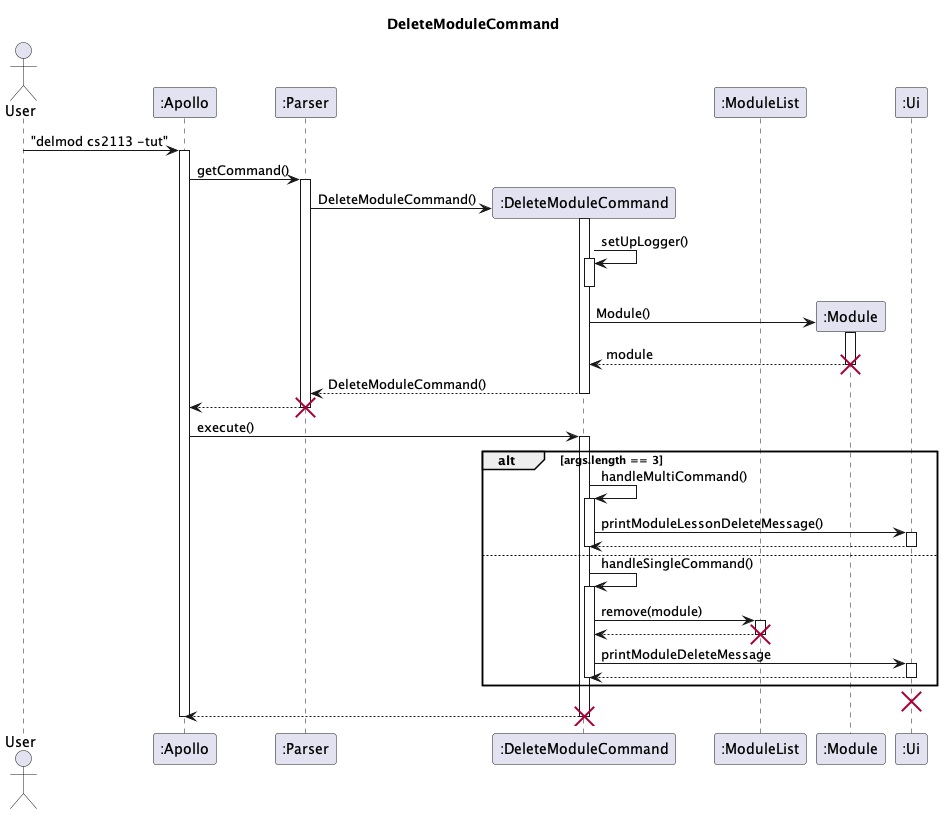 DeleteModuleCommand
User
:Apollo
:Parser
:ModuleList
:Ui
"delmod cs2113 -tut"
getCommand()
DeleteModuleCommand()
:DeleteModuleCommand
setUpLogger()
Module()
:Module
module
DeleteModuleCommand()
execute()
alt
[args.length == 3]
handleMultiCommand()
printModuleLessonDeleteMessage()
handleSingleCommand()
remove(module)
printModuleDeleteMessage
User
:Apollo
:Parser
:DeleteModuleCommand
:ModuleList
:Module
:Ui